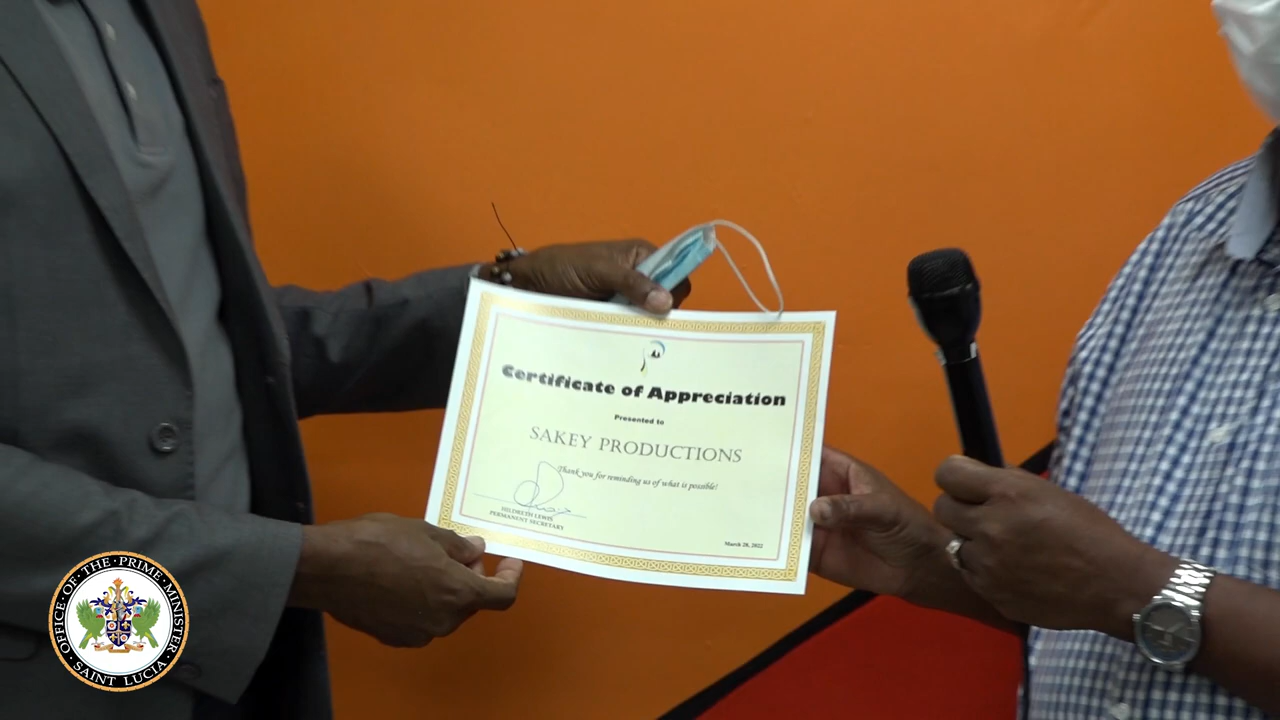 Certificate of Appreciation
Presented to
SAKEY PRODUCTIONS
Thank you for reminding us of what is possible!
HILDRETH LEWIS
PERMANENT SECRETARY
March 28, 2022
OFFICE · OF · THE · PRIME · MINISTER
SAINT LUCIA